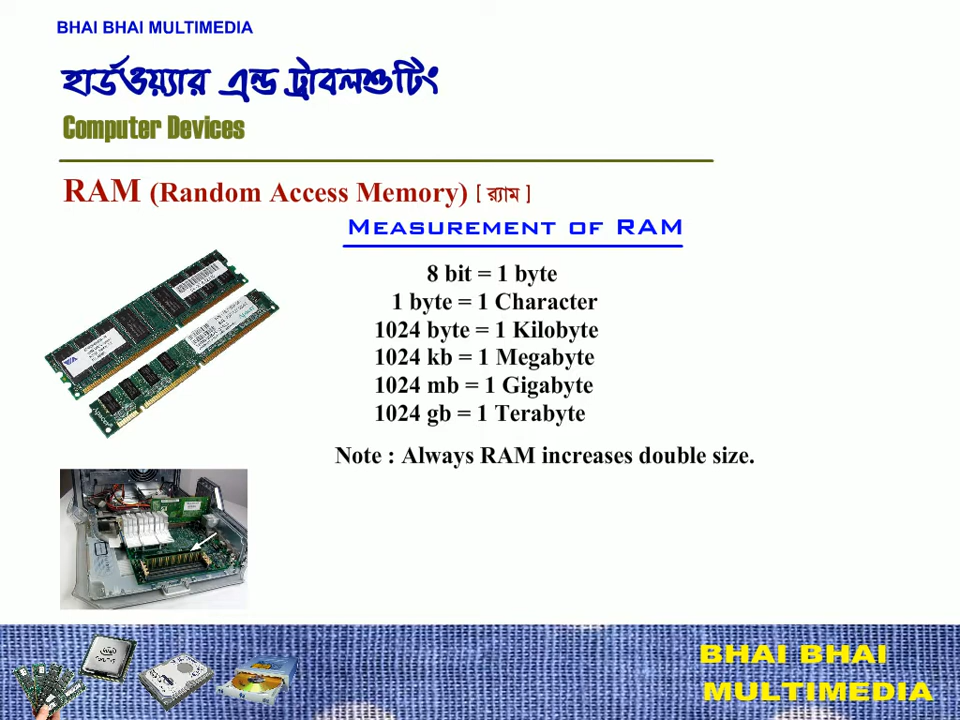 BHAI BHAI MULTIMEDIA
হার্ডওয়্যার এন্ড ট্রাবলশুটিং
Computer Devices
RAM (Random Access Memory) [ র‍্যাম ]
MEASUREMENT OF RAM
8 bit = 1 byte
1 byte = 1 Character
1024 byte = 1 Kilobyte
1024 kb = 1 Megabyte
1024 mb = 1 Gigabyte
1024 gb = 1 Terabyte
Note : Always RAM increases double size.
BHAI BHAI
MULTIMEDIA